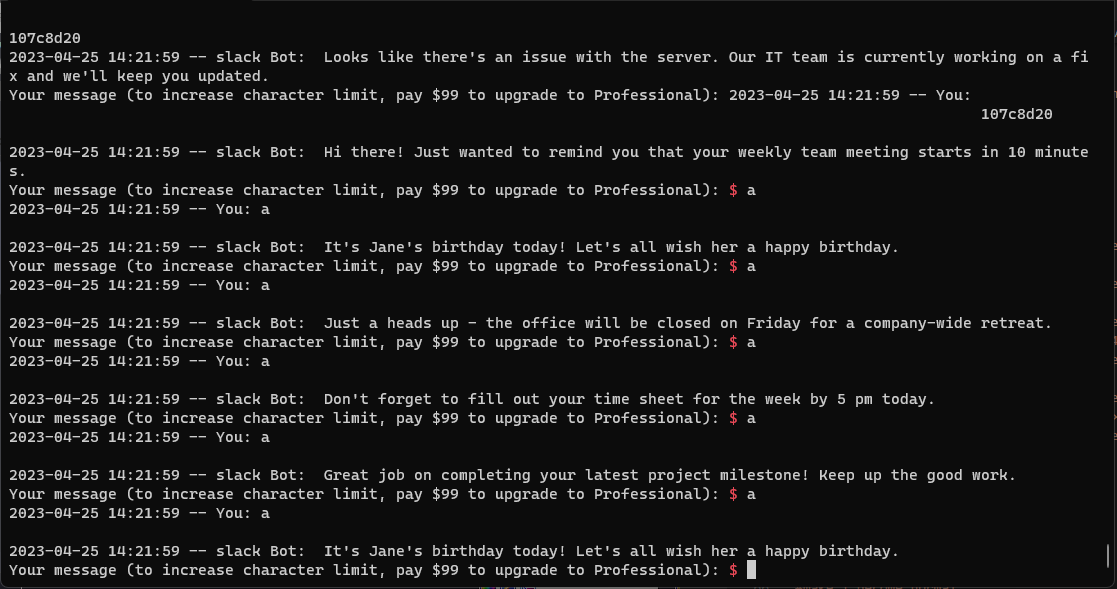 107c8d20
2023-04-25 14:21:59 -- slack Bot:  Looks like there's an issue with the server. Our IT team is currently working on a fi
x and we'll keep you updated.
Your message (to increase character limit, pay $99 to upgrade to Professional): 2023-04-25 14:21:59 -- You:
107c8d20
2023-04-25 14:21:59 -- slack Bot:  Hi there! Just wanted to remind you that your weekly team meeting starts in 10 minute
s.
Your message (to increase character limit, pay $99 to upgrade to Professional): $ a
2023-04-25 14:21:59 -- You: a
2023-04-25 14:21:59 -- slack Bot:  It's Jane's birthday today! Let's all wish her a happy birthday.
Your message (to increase character limit, pay $99 to upgrade to Professional): $ a
2023-04-25 14:21:59 -- You: a
2023-04-25 14:21:59 -- slack Bot:  Just a heads up - the office will be closed on Friday for a company-wide retreat.
Your message (to increase character limit, pay $99 to upgrade to Professional): $ a
2023-04-25 14:21:59 -- You: a
2023-04-25 14:21:59 -- slack Bot:  Don't forget to fill out your time sheet for the week by 5 pm today.
Your message (to increase character limit, pay $99 to upgrade to Professional): $ a
2023-04-25 14:21:59 -- You: a
2023-04-25 14:21:59 -- slack Bot:  Great job on completing your latest project milestone! Keep up the good work.
Your message (to increase character limit, pay $99 to upgrade to Professional): $ a
2023-04-25 14:21:59 -- You: a
2023-04-25 14:21:59 -- slack Bot:  It's Jane's birthday today! Let's all wish her a happy birthday.
Your message (to increase character limit, pay $99 to upgrade to Professional): $